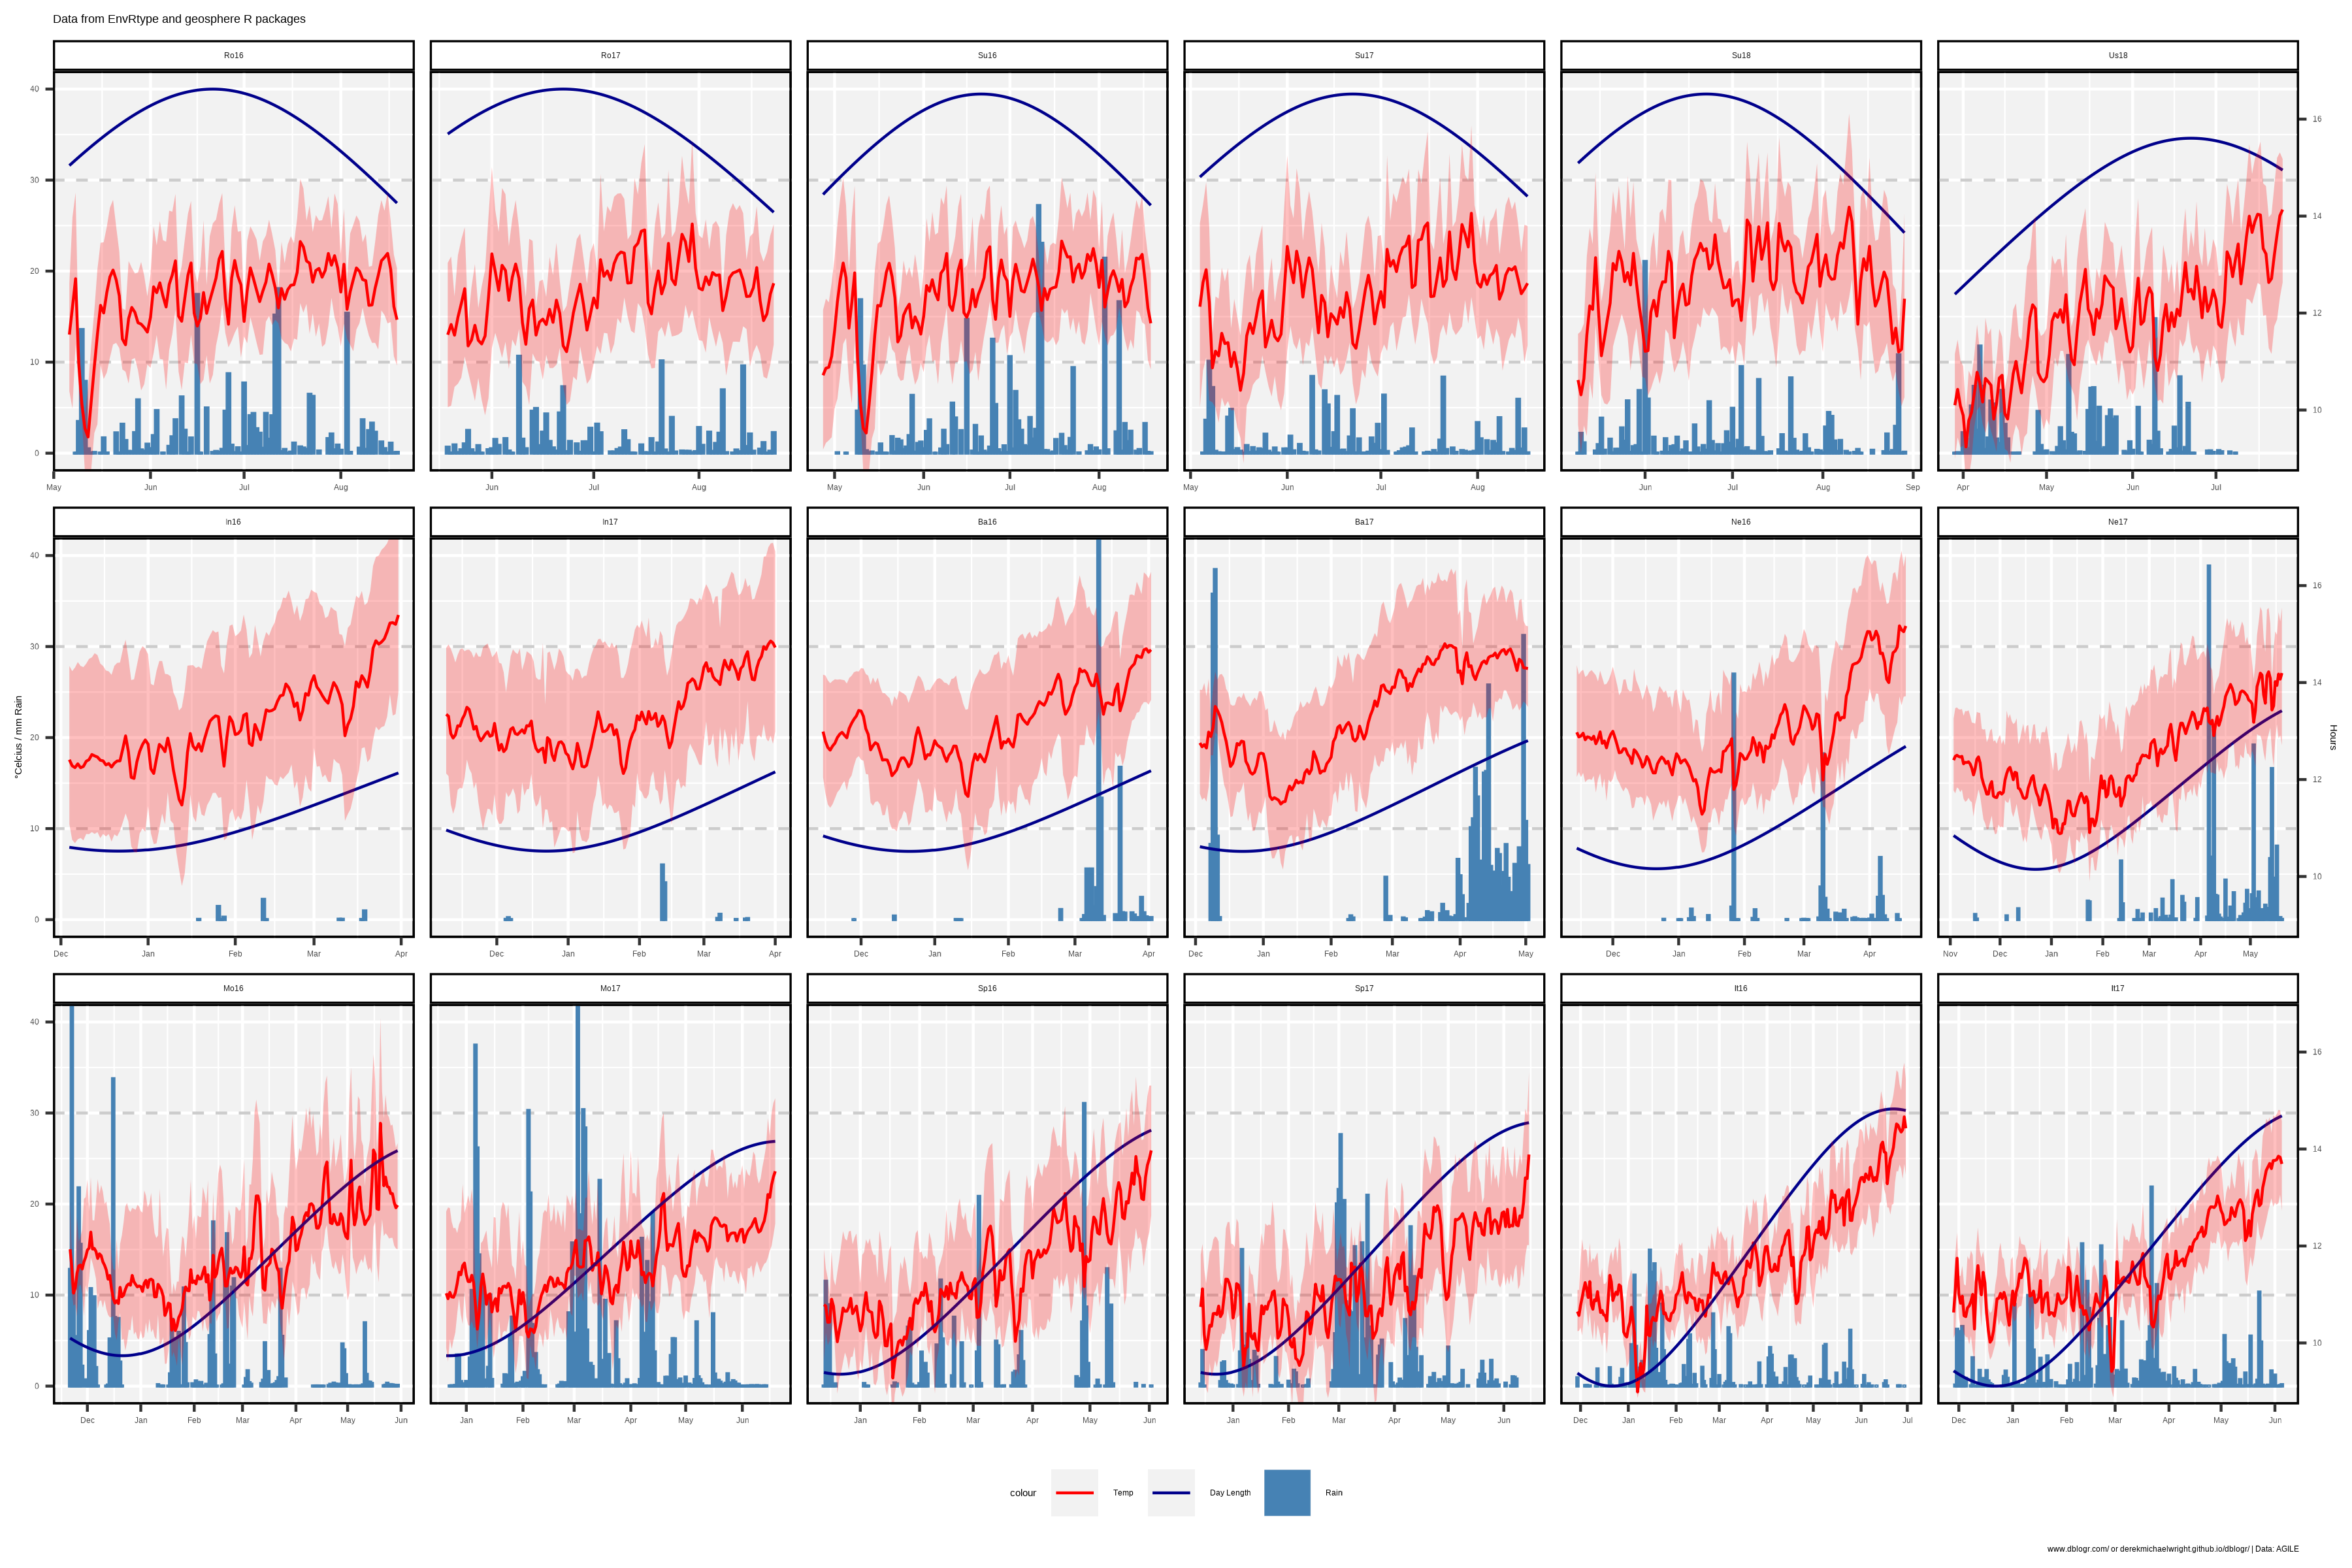 Data from EnvRtype and geosphere R packages
Ro16 Ro17 Su16 Su17 Su18 Us18
40
30
20
10
0
16
14
12
10
May Jun Jul Aug Jun Jul Aug May Jun Jul Aug May Jun Jul Aug Jun Jul Aug Sep Apr May Jun Jul
In16 In17 Ba16 Ba17 Ne16 Ne17
40
30
20
10
0
16
14
12
10
°Celcius / mm Rain
Hours
Dec Jan Feb Mar Apr Dec Jan Feb Mar Apr Dec Jan Feb Mar Apr Dec Jan Feb Mar Apr May Dec Jan Feb Mar Apr Nov Dec Jan Feb Mar Apr May
Mo16 Mo17 Sp16 Sp17 It16 It17
40
30
20
10
0
16
14
12
10
Dec Jan Feb Mar Apr May Jun Jan Feb Mar Apr May Jun Jan Feb Mar Apr May Jun Jan Feb Mar Apr May Jun Dec Jan Feb Mar Apr May Jun Jul Dec Jan Feb Mar Apr May Jun
colour Temp Day Length Rain
www.dblogr.com/ or derekmichaelwright.github.io/dblogr/ | Data: AGILE